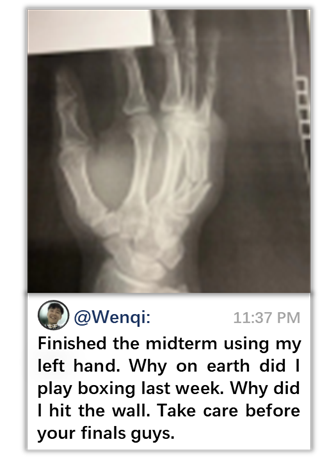 @Wenqi:
11:37 PM
Finished the midterm using my
left hand. Why on earth did I
play boxing last week. Why did
I hit the wall. Take care before
your finals guys.